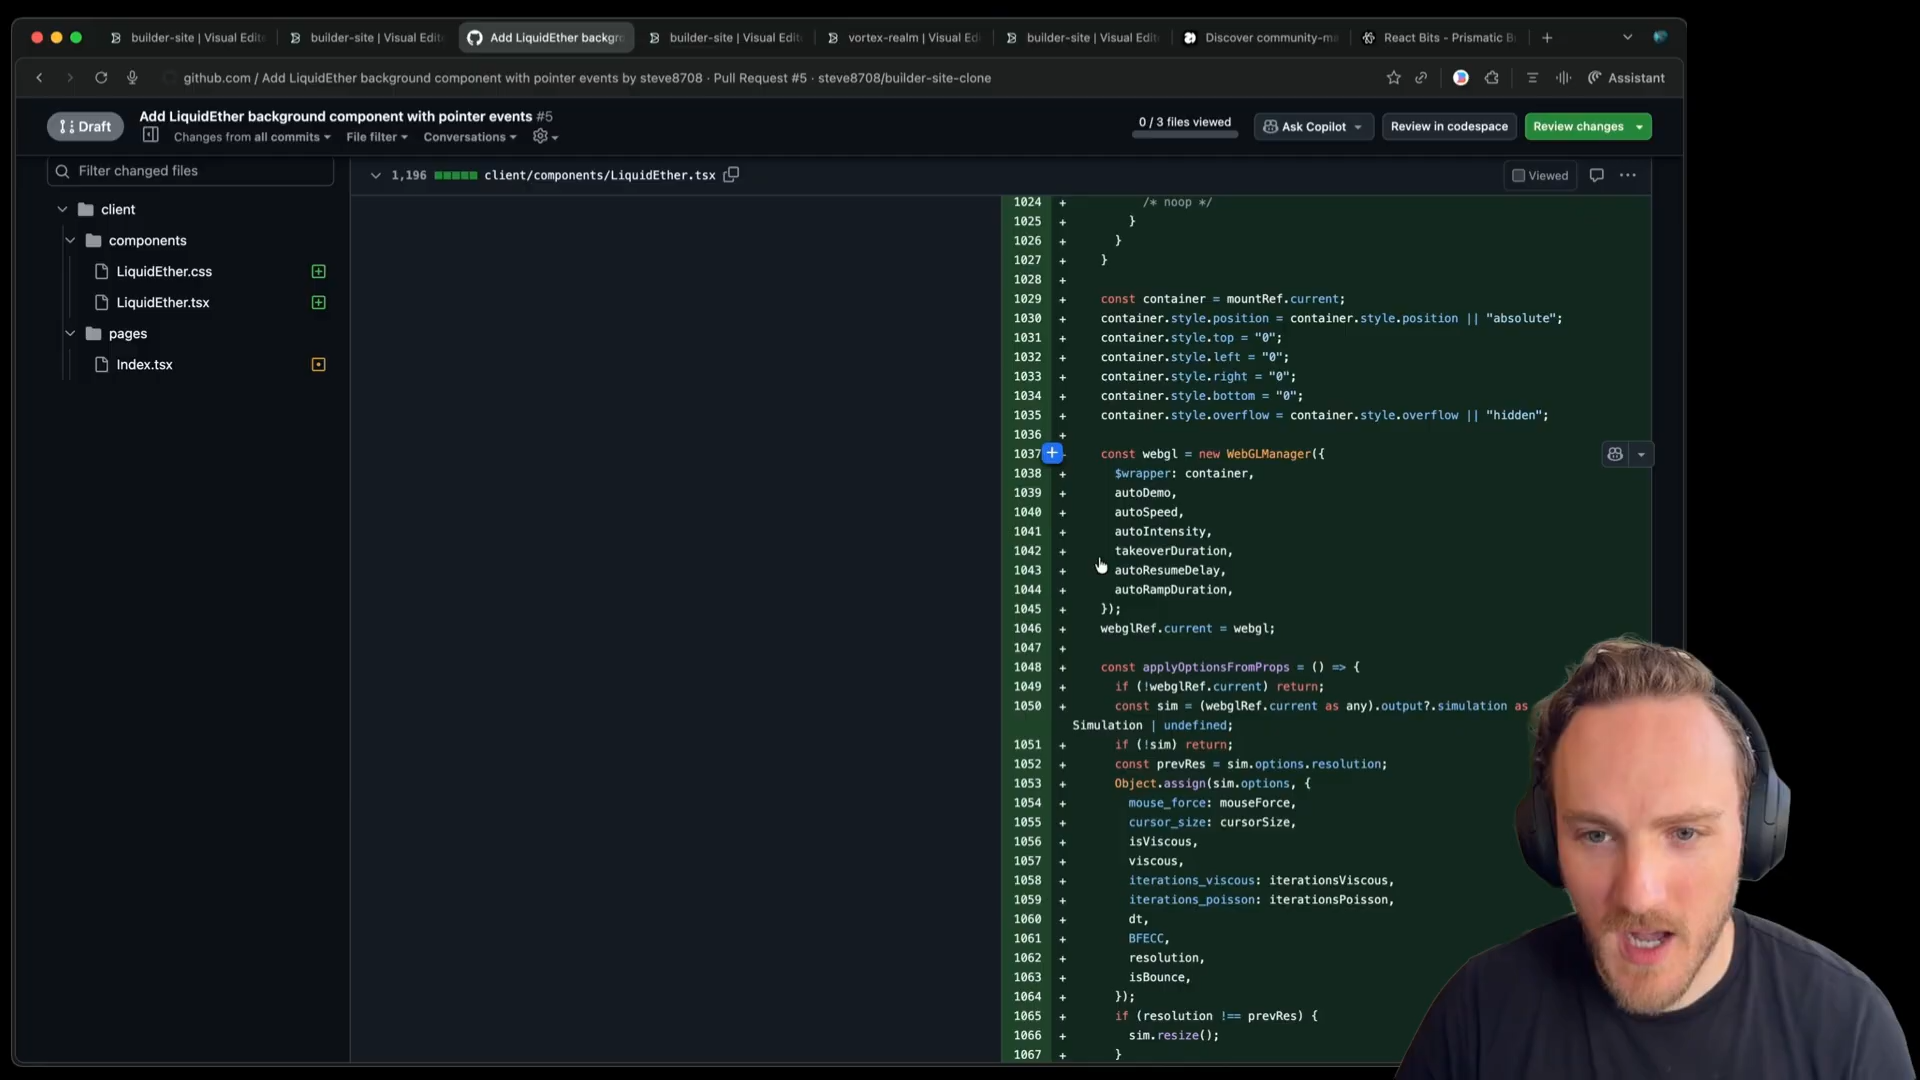 builder-site | Visual Edit
builder-site | Visual Edit
Add LiquidEther backgro
builder-site | Visual Edit
vortex-realm | Visual Ed
builder-site | Visual Edit
Discover community-m
React Bits - Prismatic B
github.com / Add LiquidEther background component with pointer events by steve8708 · Pull Request #5 · steve8708/builder-site-clone
Assistant
Draft
Add LiquidEther background component with pointer events #5
Changes from all commits
File filter
Conversations
0 / 3 files viewed
Ask Copilot
Review in codespace
Review changes
Filter changed files
client
components
LiquidEther.css
LiquidEther.tsx
pages
Index.tsx
1,196 client/components/LiquidEther.tsx
Viewed
1024 + /* noop */
1025 + }
1026 + }
1027 + }
1028 +
1029 + const container = mountRef.current;
1030 + container.style.position = container.style.position || "absolute";
1031 + container.style.top = "0";
1032 + container.style.left = "0";
1033 + container.style.right = "0";
1034 + container.style.bottom = "0";
1035 + container.style.overflow = container.style.overflow || "hidden";
1036 +
1037 + const webgl = new WebGLManager({
1038 + $wrapper: container,
1039 + autoDemo,
1040 + autoSpeed,
1041 + autoIntensity,
1042 + takeoverDuration,
1043 + autoResumeDelay,
1044 + autoRampDuration,
1045 + });
1046 + webglRef.current = webgl;
1047 +
1048 + const applyOptionsFromProps = () => {
1049 + if (!webglRef.current) return;
1050 + const sim = (webglRef.current as any).output?.simulation as
Simulation | undefined;
1051 + if (!sim) return;
1052 + const prevRes = sim.options.resolution;
1053 + Object.assign(sim.options, {
1054 + mouse_force: mouseForce,
1055 + cursor_size: cursorSize,
1056 + isViscous,
1057 + viscous,
1058 + iterations_viscous: iterationsViscous,
1059 + iterations_poisson: iterationsPoisson,
1060 + dt,
1061 + BFECC,
1062 + resolution,
1063 + isBounce,
1064 + });
1065 + if (resolution !== prevRes) {
1066 + sim.resize();
1067 + }